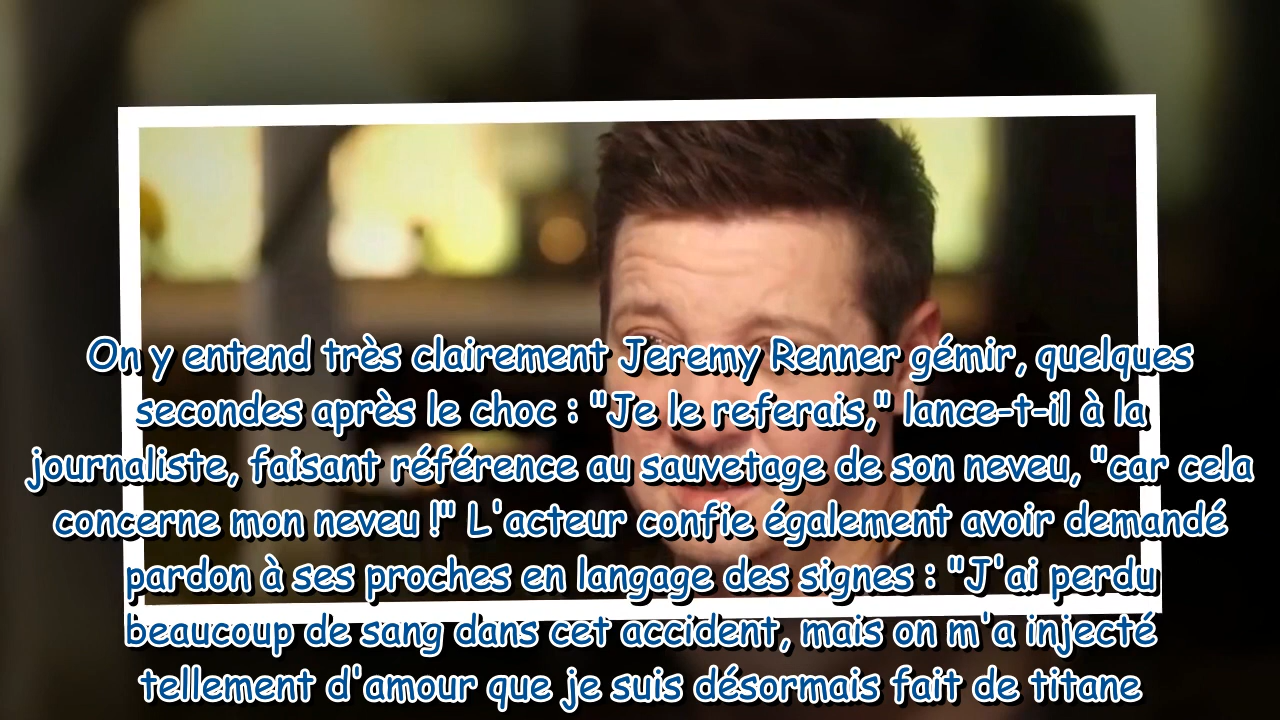 On y entend très clairement Jeremy Renner gémir, quelques
secondes après le choc : "Je le referais," lance-t-il à la
journaliste, faisant référence au sauvetage de son neveu, "car cela
concerne mon neveu !" L'acteur confie également avoir demandé
pardon à ses proches en langage des signes : "J'ai perdu
beaucoup de sang dans cet accident, mais on m'a injecté
tellement d'amour que je suis désormais fait de titane